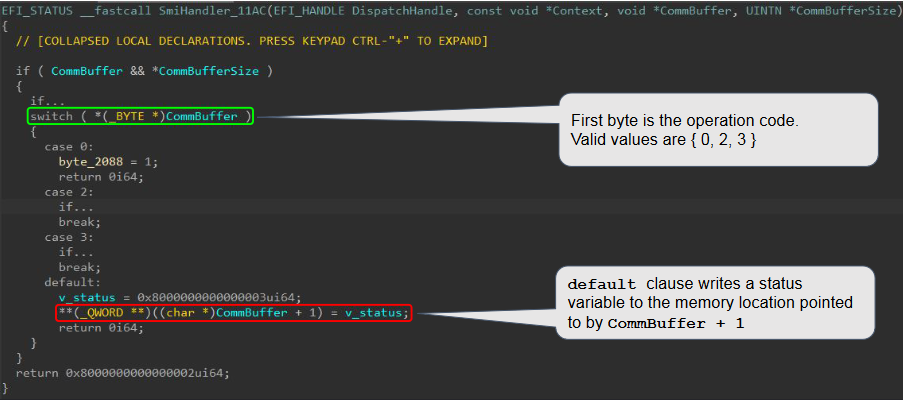 EFI_STATUS __fastcall SmiHandler_11AC(EFI_HANDLE DispatchHandle, const void *Context, void *CommBuffer, UINTN *CommBufferSize)
{
// [COLLAPSED LOCAL DECLARATIONS. PRESS KEYPAD CTRL-"+" TO EXPAND]
if ( CommBuffer && *CommBufferSize )
{
if...
switch ( *(_BYTE *)CommBuffer )
{
case 0:
byte_2088 = 1;
return 0i64;
case 2:
if...
break;
case 3:
if...
break;
default:
v_status = 0x8000000000000003ui64;
**(_QWORD **)((char *)CommBuffer + 1) = v_status;
return 0i64;
}
}
return 0x8000000000000002ui64;
}
First byte is the operation code.
Valid values are { 0, 2, 3 }
default clause writes a status
variable to the memory location pointed
to by CommBuffer + 1